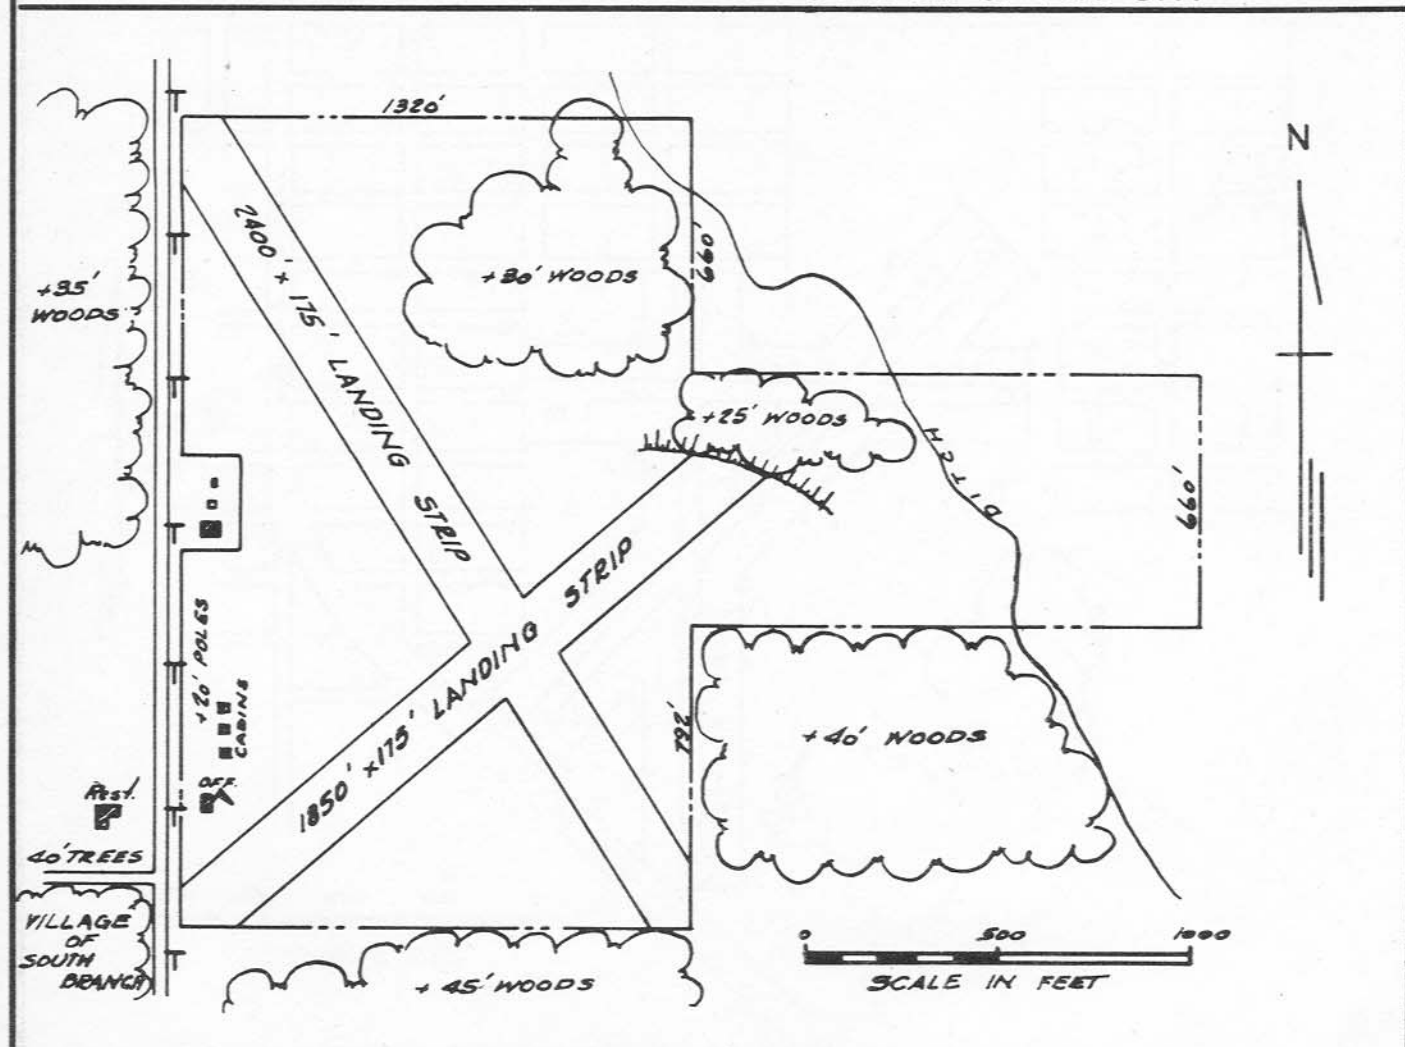 1320'
N
+35'
WOODS
2400' x 175' LANDING STRIP
+30' WOODS
660'
+25' WOODS
DITCH
660'
STRIP
+20' POLES
CABINS
1850' x 175' LANDING
792'
+40' WOODS
REST.
OFF.
40' TREES
VILLAGE
OF
SOUTH
BRANCH
+45' WOODS
0 500 1000
SCALE IN FEET